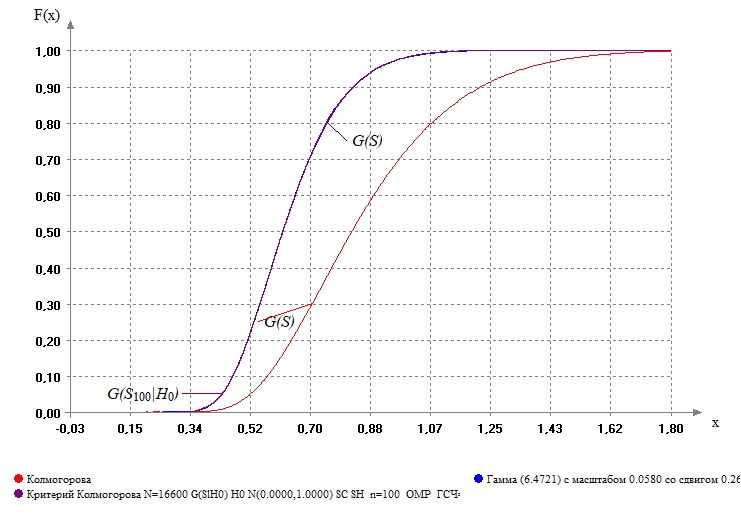 F(x)
1,00
0,90
0,80
G(S)
0,70
0,60
0,50
0,40
0,30
G(S)
0,20
0,10
G(S₁₀₀|H₀)
0,00
-0,03 0,15 0,34 0,52 0,70 0,88 1,07 1,25 1,43 1,62 1,80 x
Колмогорова
Гамма (6.4721) с масштабом 0.0580 со сдвигом 0.26
Критерий Колмогорова N=16600 G(S|H0) H0 N(0.0000,1.0000) SC SH n=100 ОМР ГСЧ=